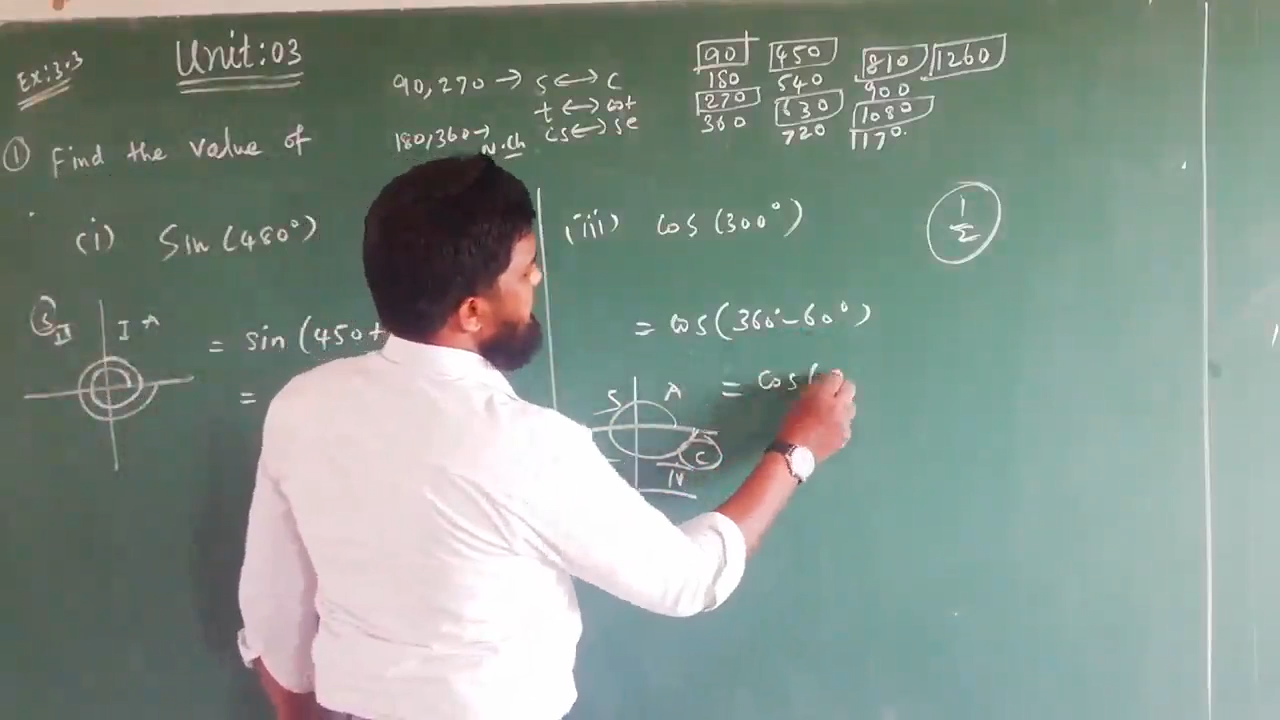 Ex:3.3
Unit:03
90,270 → S ↔ C
t ↔ cot
180,360 → N.Ch
cs ↔ se
90 450 810 1260
180 540 900
270 630 1080
360 720 1170.
① Find the value of
(i) Sin (480°)
(iii) cos (300°)
1/2
S II I A
= sin (450+
=
= cos (360°-60°)
S A
= cos(
C
IV